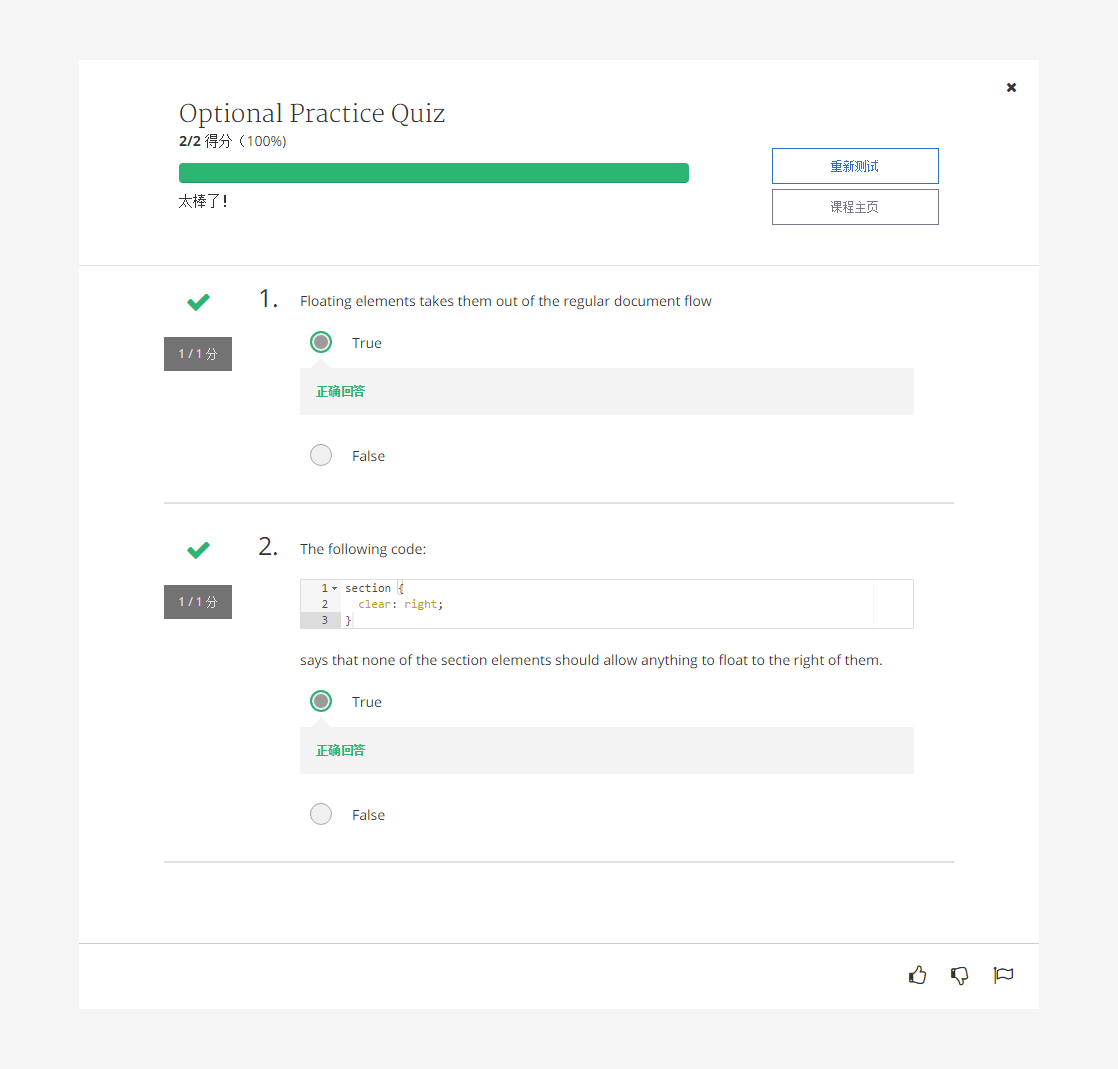 Optional Practice Quiz
2/2 得分（100%)
太棒了！
重新测试
课程主页
1. Floating elements takes them out of the regular document flow
1 / 1 分
True
正确回答
False
2. The following code:
1 / 1 分
1 section {
2 clear: right;
3 }
says that none of the section elements should allow anything to float to the right of them.
True
正确回答
False